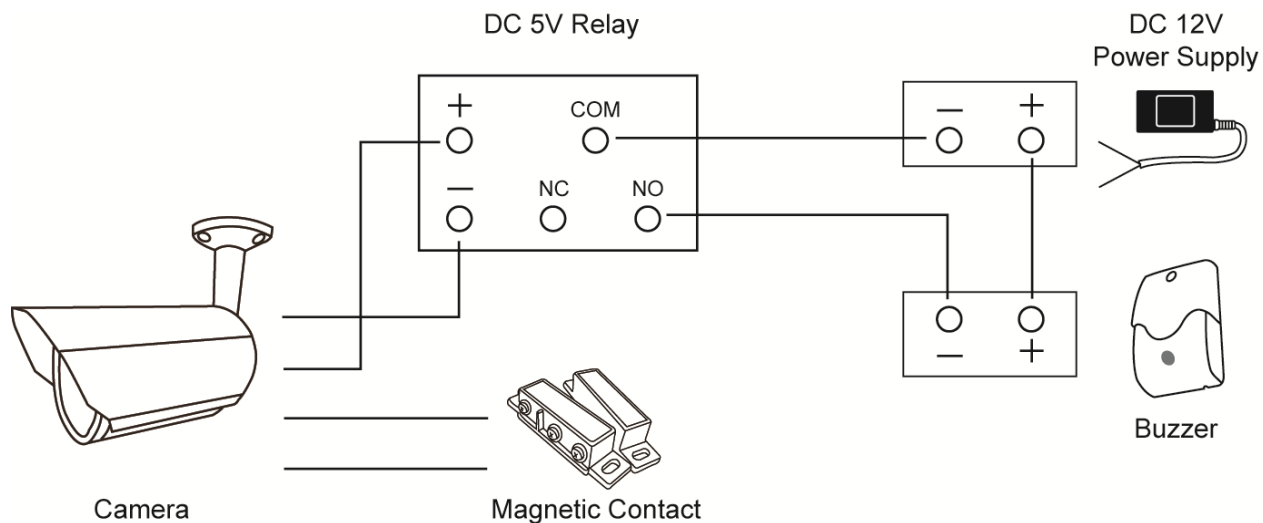 DC 5V Relay
DC 12V
Power Supply
+
COM
— +
—
NC
NO
— +
Buzzer
Camera
Magnetic Contact